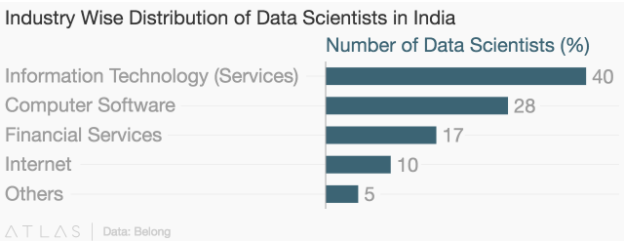 Industry Wise Distribution of Data Scientists in India
Number of Data Scientists (%)
Information Technology (Services) 40
Computer Software 28
Financial Services 17
Internet 10
Others 5
ATLAS Data: Belong